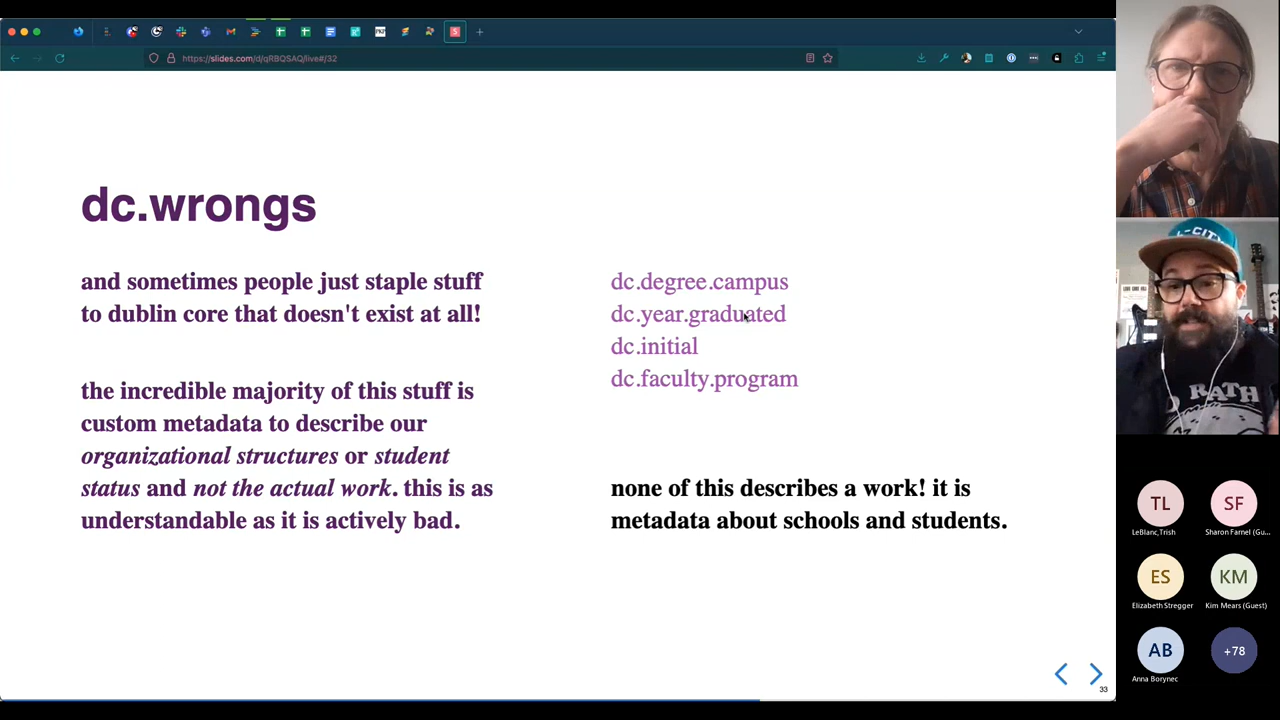 https://slides.com/d/qRBQSAQ/live#/32
dc.wrongs
and sometimes people just staple stuff
to dublin core that doesn't exist at all!
the incredible majority of this stuff is
custom metadata to describe our
organizational structures or student
status and not the actual work. this is as
understandable as it is actively bad.
dc.degree.campus
dc.year.graduated
dc.initial
dc.faculty.program
none of this describes a work! it is
metadata about schools and students.
33
TL
LeBlanc,Trish
SF
Sharon Farnel (Gu...
ES
Elizabeth Stregger
KM
Kim Mears (Guest)
AB
Anna Borynec
+78